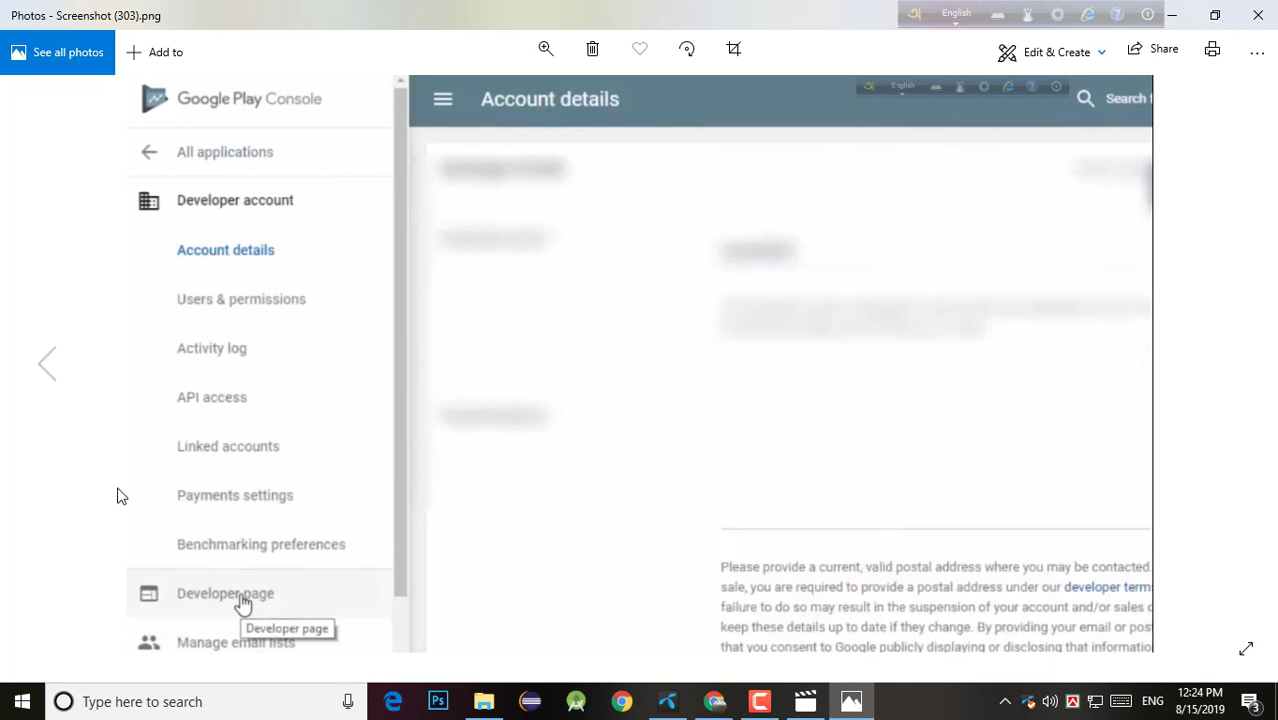 Photos - Screenshot (303).png
English
See all photos
Add to
Edit & Create
Share
Google Play Console
Account details
English
Search f
All applications
Developer account
Account details
Users & permissions
Activity log
API access
Linked accounts
Payments settings
Benchmarking preferences
Developer page
Developer page
Manage email lists
Please provide a current, valid postal address where you may be contacted.
sale, you are required to provide a postal address under our developer terms
failure to do so may result in the suspension of your account and/or sales o
keep these details up to date if they change. By providing your email or pos
that you consent to Google publicly displaying or disclosing that informatio
Type here to search
Ps
ENG
12:24 PM
8/15/2019
3